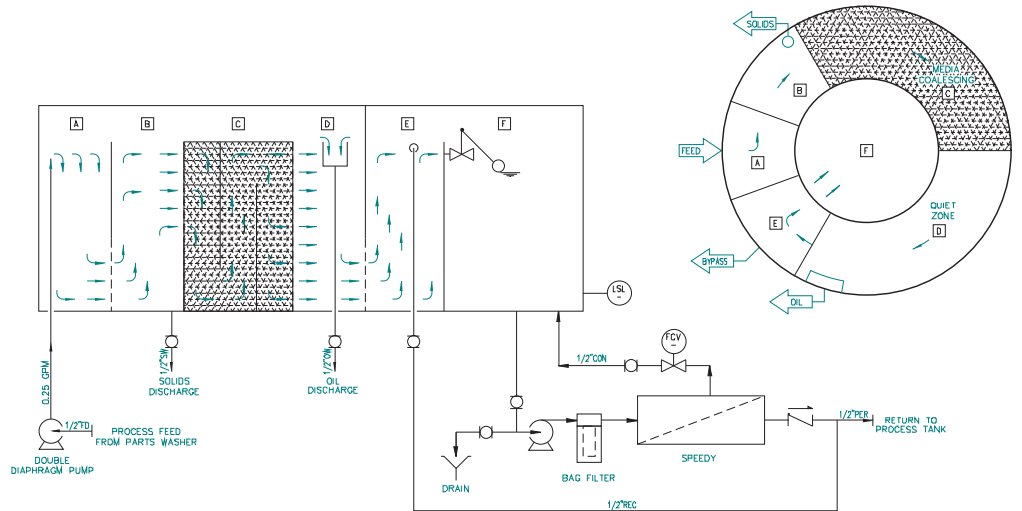 SOLIDS
MEDIA
COALESCING
C
B
A
FEED
F
E
QUIET
ZONE
D
BYPASS
OIL
A
B
C
D
E
F
LSL
-
FCV
-
1/2"CON
0.25 GPM
1/2"SW
SOLIDS
DISCHARGE
1/2"OW
OIL
DISCHARGE
1/2"FD
PROCESS FEED
FROM PARTS WASHER
DOUBLE
DIAPHRAGM PUMP
DRAIN
BAG FILTER
SPEEDY
1/2"PER
RETURN TO
PROCESS TANK
1/2"REC